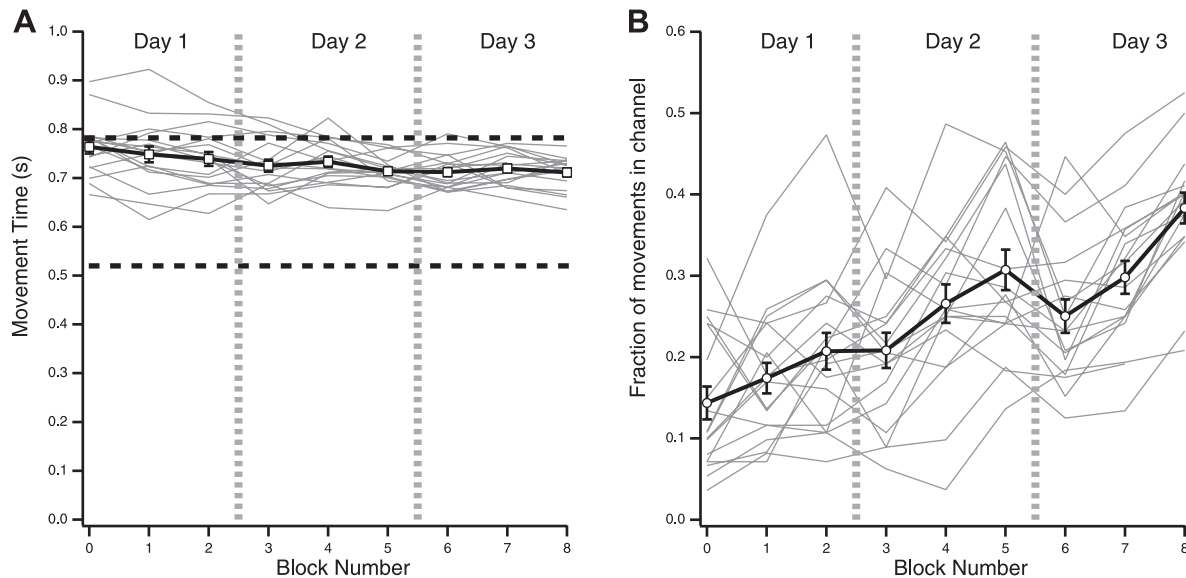 A
Day 1 Day 2 Day 3
1.0
0.9
0.8
0.7
0.6
0.5
0.4
0.3
0.2
0.1
0.0
Movement Time (s)
0 1 2 3 4 5 6 7 8
Block Number
B
Day 1 Day 2 Day 3
0.6
0.5
0.4
0.3
0.2
0.1
0.0
Fraction of movements in channel
0 1 2 3 4 5 6 7 8
Block Number